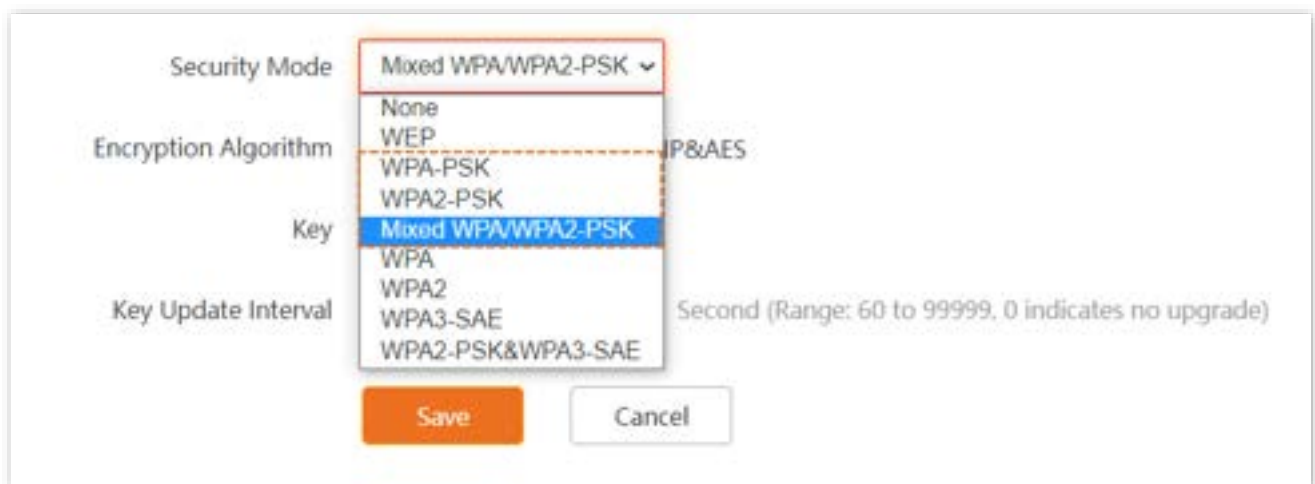 Security Mode Mixed WPA/WPA2-PSK
None
WEP
Encryption Algorithm IP&AES
WPA-PSK
WPA2-PSK
Key Mixed WPA/WPA2-PSK
WPA
WPA2
Key Update Interval Second (Range: 60 to 99999, 0 indicates no upgrade)
WPA3-SAE
WPA2-PSK&WPA3-SAE
Save Cancel